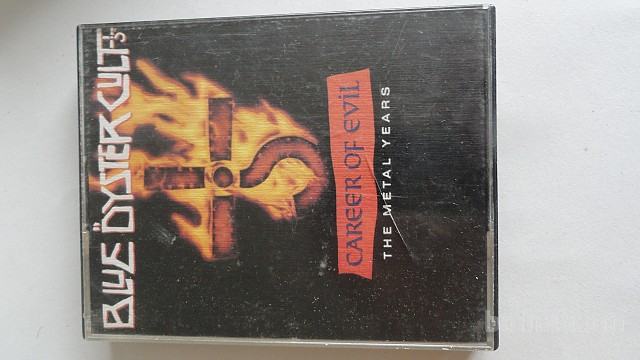 BLUE ÖYSTER CULT
CAREER OF EVIL
THE METAL YEARS